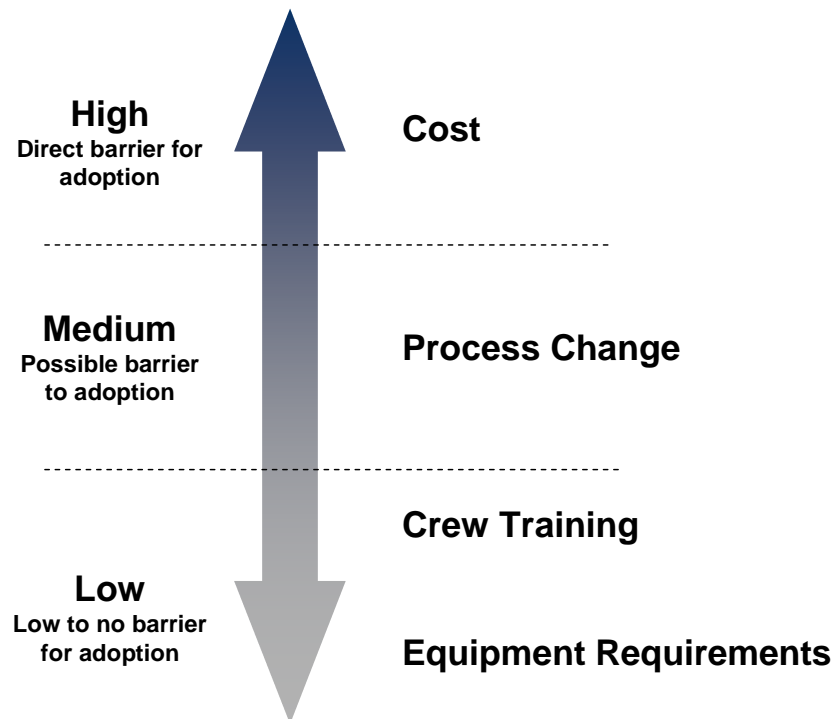 High
Direct barrier for
adoption
Cost
Medium
Possible barrier
to adoption
Process Change
Crew Training
Low
Low to no barrier
for adoption
Equipment Requirements